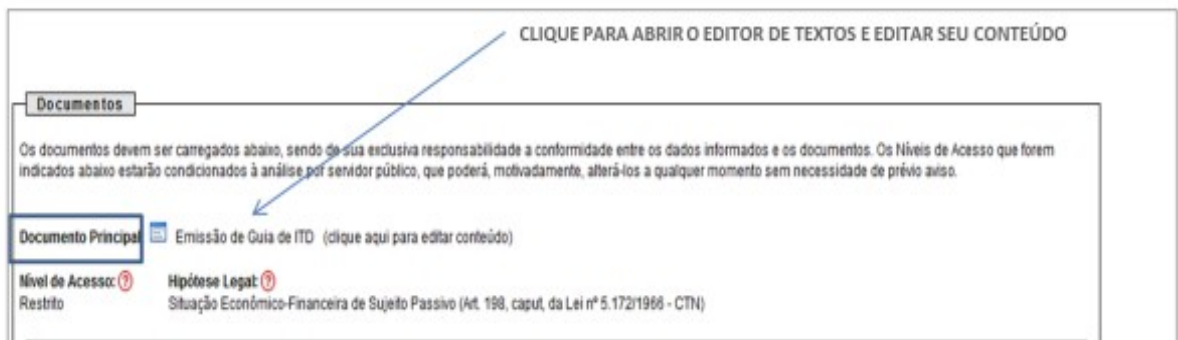 CLIQUE PARA ABRIR O EDITOR DE TEXTOS E EDITAR SEU CONTEÚDO
Documentos
Os documentos devem ser carregados abaixo, sendo de sua exclusiva responsabilidade a conformidade entre os dados informados e os documentos. Os Níveis de Acesso que forem
indicados abaixo estarão condicionados à análise por servidor público, que poderá, motivadamente, alterá-los a qualquer momento sem necessidade de prévio aviso.
Documento Principal Emissão de Guia de ITD (clique aqui para editar conteúdo)
Nível de Acesso: ? Hipótese Legal: ?
Restrito Situação Econômico-Financeira de Sujeito Passivo (Art. 198, caput, da Lei nº 5.172/1966 - CTN)